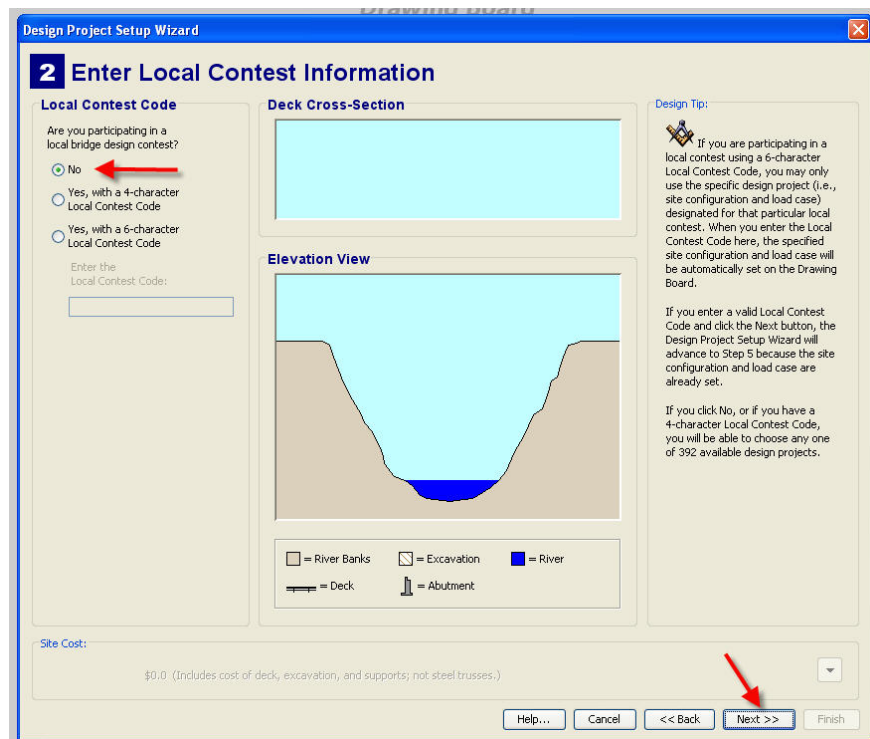 Drawing Board
Design Project Setup Wizard
2 Enter Local Contest Information
Local Contest Code
Are you participating in a
local bridge design contest?
No
Yes, with a 4-character
Local Contest Code
Yes, with a 6-character
Local Contest Code
Enter the
Local Contest Code:
Deck Cross-Section
Elevation View
= River Banks
= Excavation
= River
= Deck
= Abutment
Design Tip:
If you are participating in a
local contest using a 6-character
Local Contest Code, you may only
use the specific design project (i.e.,
site configuration and load case)
designated for that particular local
contest. When you enter the Local
Contest Code here, the specified
site configuration and load case will
be automatically set on the Drawing
Board.
If you enter a valid Local Contest
Code and click the Next button, the
Design Project Setup Wizard will
advance to Step 5 because the site
configuration and load case are
already set.
If you click No, or if you have a
4-character Local Contest Code,
you will be able to choose any one
of 392 available design projects.
Site Cost:
$0.0 (Includes cost of deck, excavation, and supports; not steel trusses.)
Help...
Cancel
<< Back
Next >>
Finish